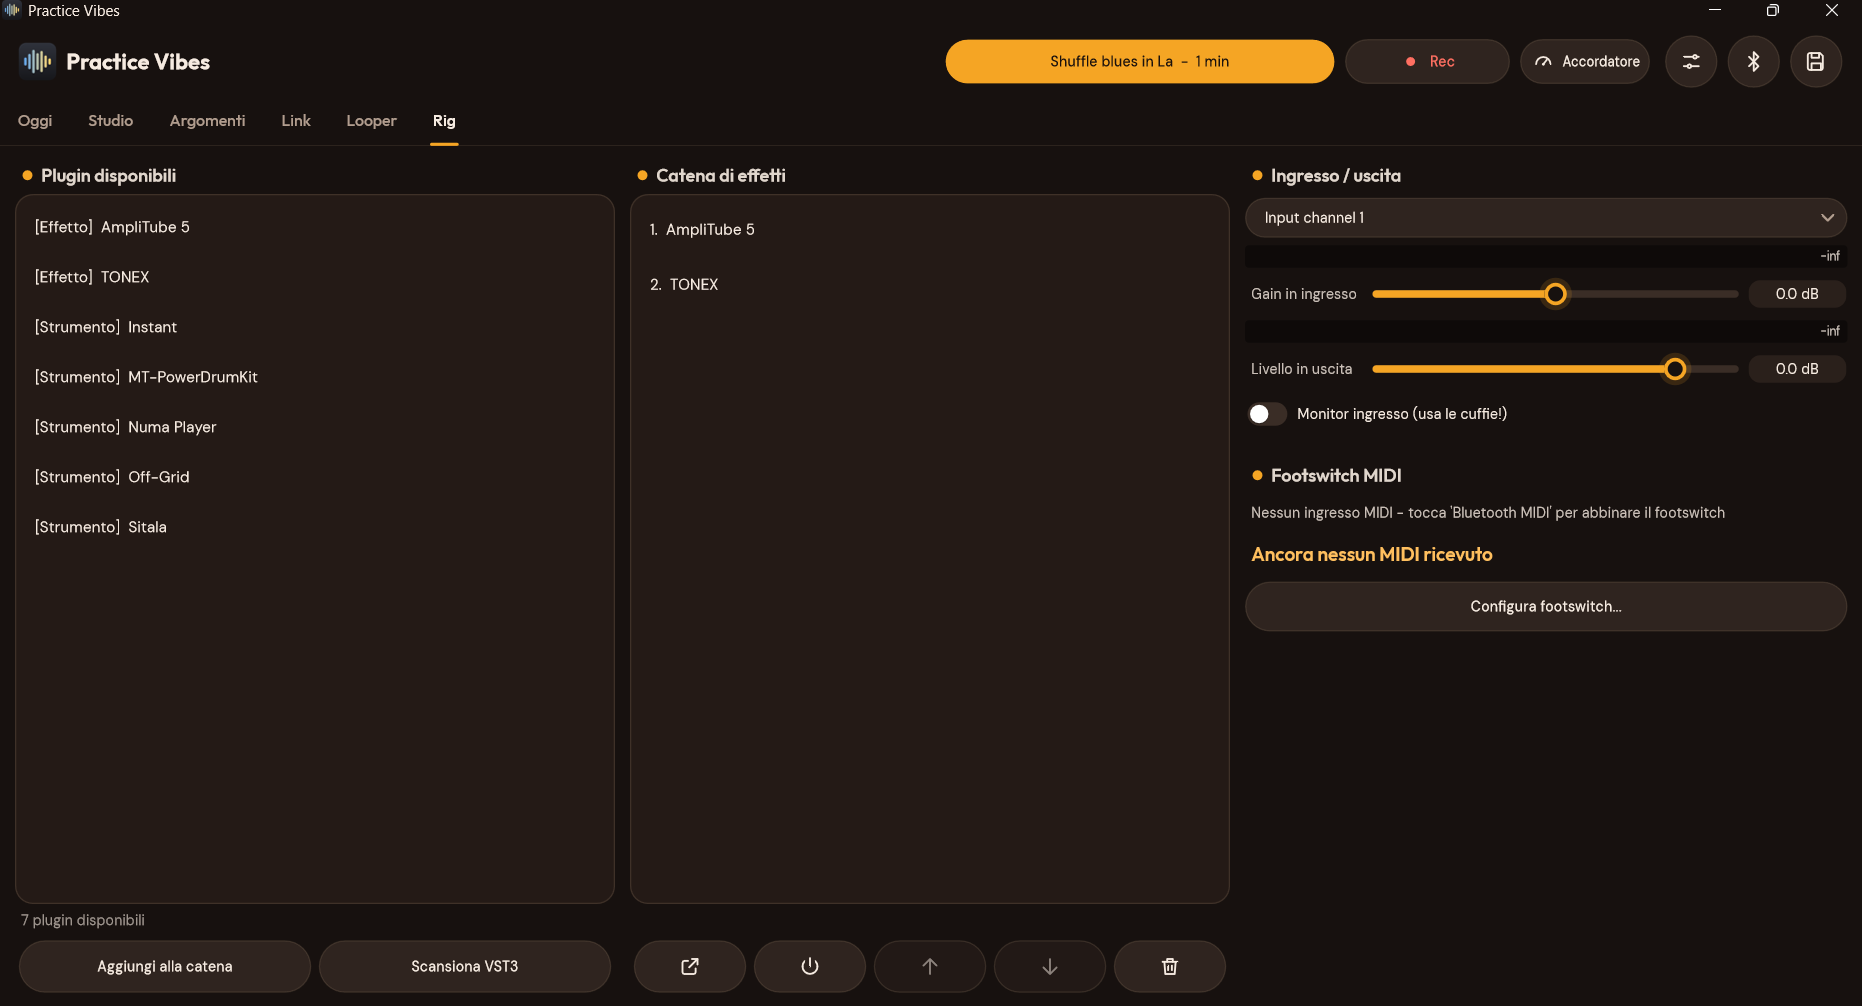 Practice Vibes
Practice Vibes
Shuffle blues in La - 1 min
Rec
Accordatore
Oggi
Studio
Argomenti
Link
Looper
Rig
Plugin disponibili
[Effetto] AmpliTube 5
[Effetto] TONEX
[Strumento] Instant
[Strumento] MT-PowerDrumKit
[Strumento] Numa Player
[Strumento] Off-Grid
[Strumento] Sitala
7 plugin disponibili
Aggiungi alla catena
Scansiona VST3
Catena di effetti
1. AmpliTube 5
2. TONEX
Ingresso / uscita
Input channel 1
-inf
Gain in ingresso
0.0 dB
-inf
Livello in uscita
0.0 dB
Monitor ingresso (usa le cuffie!)
Footswitch MIDI
Nessun ingresso MIDI - tocca 'Bluetooth MIDI' per abbinare il footswitch
Ancora nessun MIDI ricevuto
Configura footswitch...